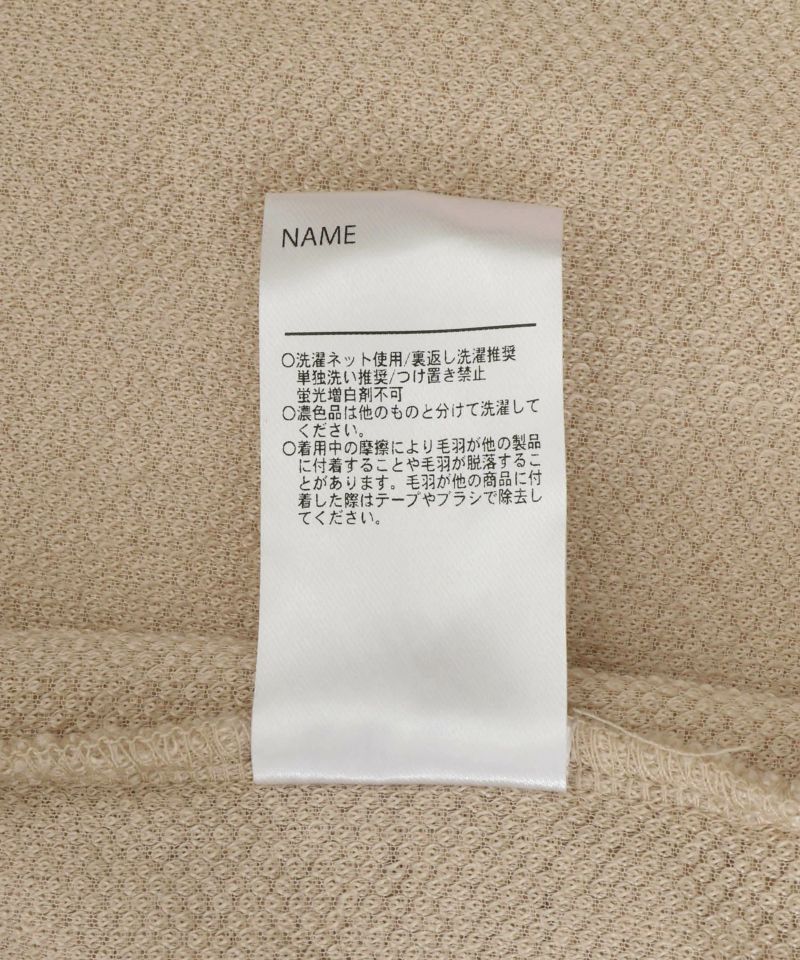 NAME
○洗濯ネット使用/裏返し洗濯推奨
単独洗い推奨/つけ置き禁止
蛍光増白剤不可
○濃色品は他のものと分けて洗濯して
ください。
○着用中の摩擦により毛羽が他の製品
に付着することや毛羽が脱落するこ
とがあります。毛羽が他の商品に付
着した際はテープやブラシで除去し
てください。